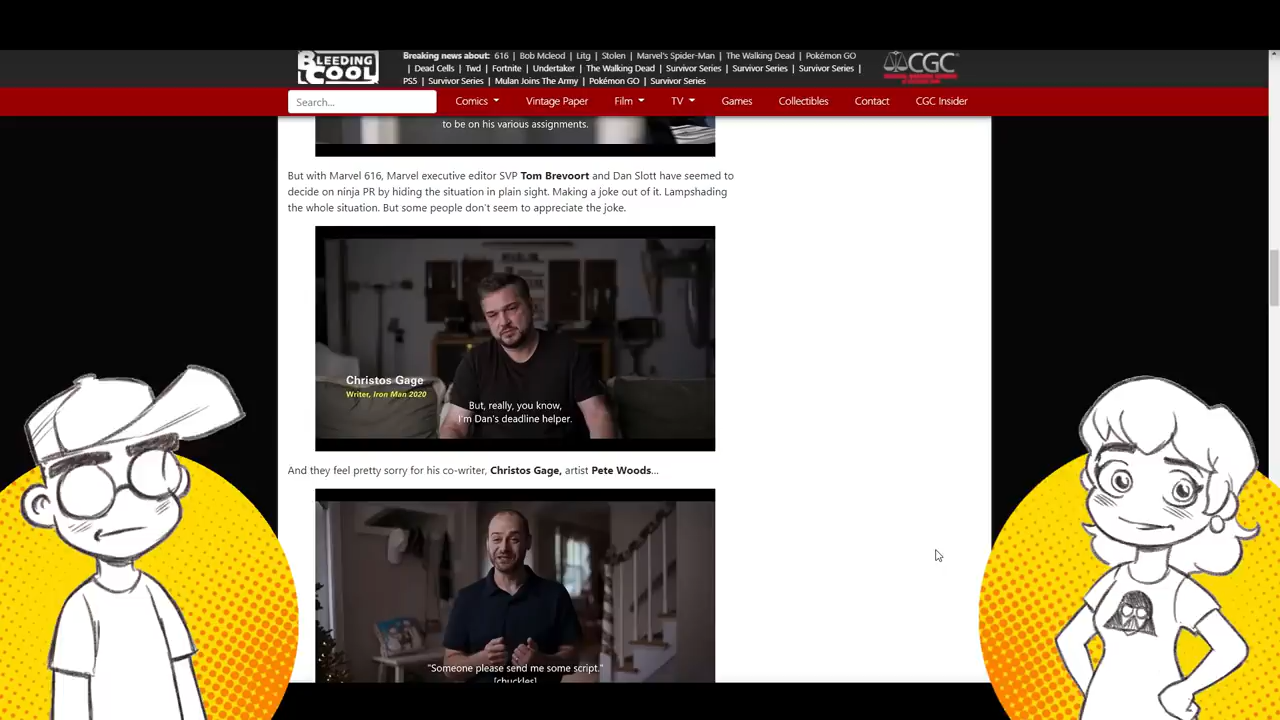 BLEEDING COOL
Breaking news about: 616 | Bob Mcleod | Litg | Stolen | Marvel's Spider-Man | The Walking Dead | Pokémon GO
| Dead Cells | Twd | Fortnite | Undertaker | The Walking Dead | Survivor Series | Survivor Series | Survivor Series |
PS5 | Survivor Series | Mulan Joins The Army | Pokémon GO | Survivor Series
CGC
Search...
Comics
Vintage Paper
Film
TV
Games
Collectibles
Contact
CGC Insider
to be on his various assignments.
But with Marvel 616, Marvel executive editor SVP Tom Brevoort and Dan Slott have seemed to
decide on ninja PR by hiding the situation in plain sight. Making a joke out of it. Lampshading
the whole situation. But some people don't seem to appreciate the joke.
Christos Gage
Writer, Iron Man 2020
But, really, you know,
I'm Dan's deadline helper.
And they feel pretty sorry for his co-writer, Christos Gage, artist Pete Woods...
"Someone please send me some script."
[chuckles]